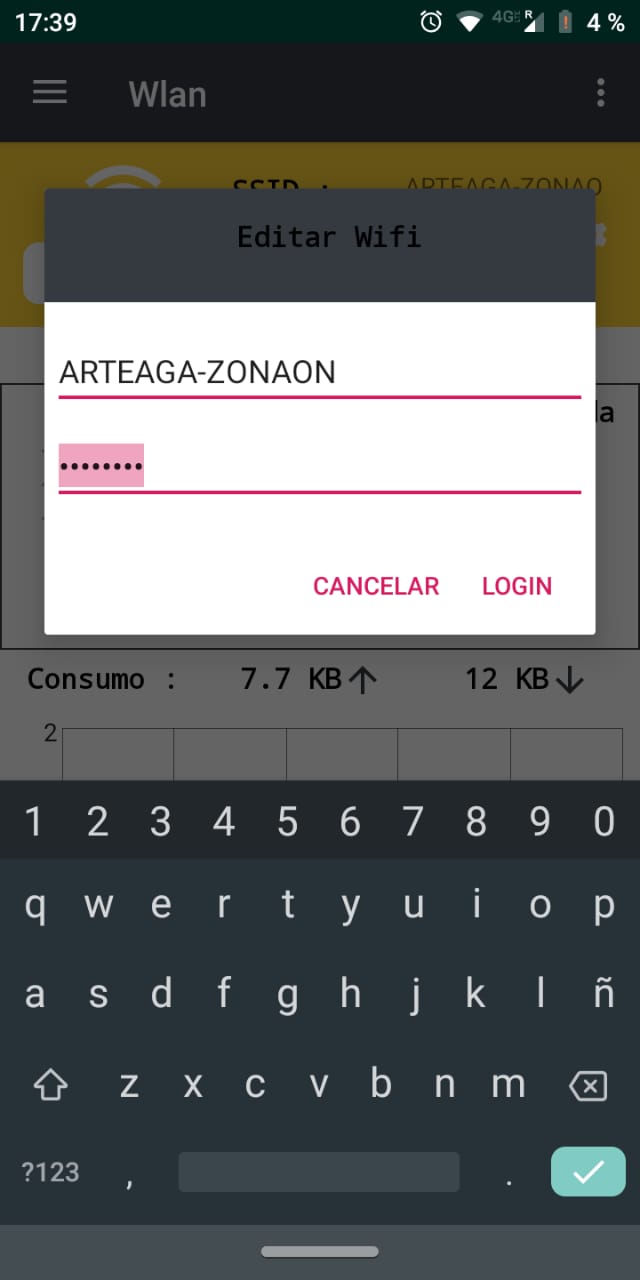 17:39
4G R 4 %
Wlan
SSID :
ARTEAGA-ZONAO
Editar Wifi
ARTEAGA-ZONAON
••••••••
CANCELAR LOGIN
Consumo : 7.7 KB 12 KB
2
1 2 3 4 5 6 7 8 9 0
q w e r t y u i o p
a s d f g h j k l ñ
z x c v b n m
?123 , .